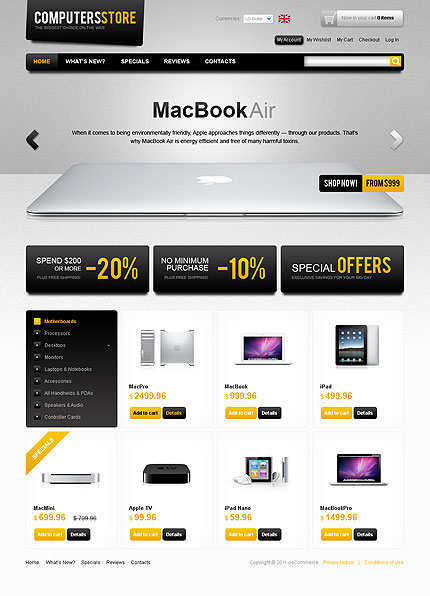 COMPUTERSSTORE
THE BIGGEST CHOICE ON THE WEB
Currencies: US Dollar
Now in your cart 0 items
My Account My Wishlist My Cart Checkout Log In
HOME WHAT'S NEW? SPECIALS REVIEWS CONTACTS
MacBook Air
When it comes to being environmentally friendly, Apple approaches things differently — through our products. That's
why MacBook Air is energy efficient and free of many harmful toxins.
SHOP NOW! FROM $999
SPEND $200
OR MORE
PLUS FREE SHIPPING!
-20%
NO MINIMUM
PURCHASE
PLUS FREE SHIPPING!
-10%
SPECIAL OFFERS
EXCLUSIVE SAVINGS FOR YOUR BIG DAY
Motherboards
Processors
Desktops
Monitors
Laptops & Notebooks
Accessories
All Handhelds & PDAs
Speakers & Audio
Controller Cards
MacPro
$ 2499.96
Add to cart Details
MacBook
$ 999.96
Add to cart Details
iPad
$ 499.96
Add to cart Details
SPECIALS
MacMini
$ 699.96 $ 799.96
Add to cart Details
Apple TV
$ 99.96
Add to cart Details
iPad Nano
$ 59.96
Add to cart Details
MacBookPro
$ 1499.96
Add to cart Details
Home What's New? Specials Reviews Contacts
Copyright © 2011 osCommerce Privacy Notice | Conditions of Use